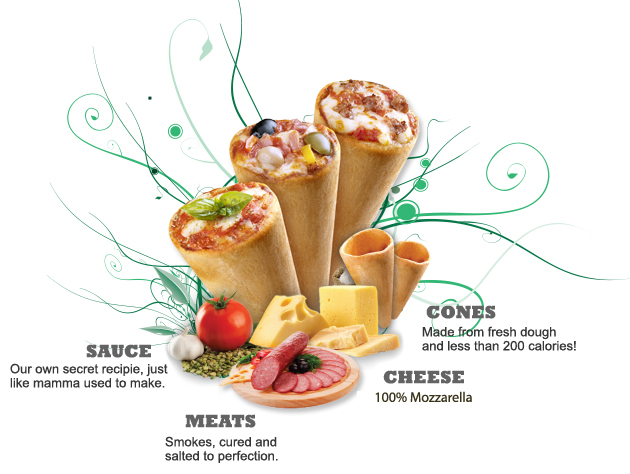 CONES
Made from fresh dough
and less than 200 calories!
SAUCE
Our own secret recipie, just
like mamma used to make.
CHEESE
100% Mozzarella
MEATS
Smokes, cured and
salted to perfection.